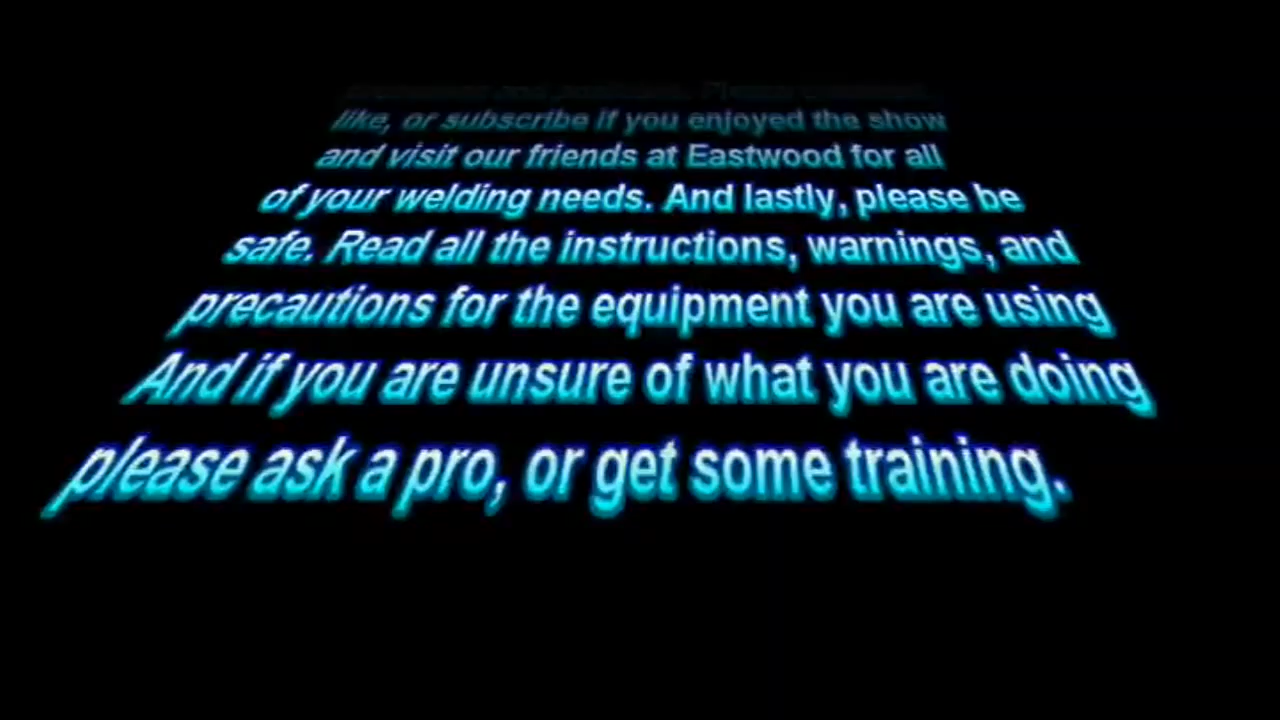 like, or subscribe if you enjoyed the show
and visit our friends at Eastwood for all
of your welding needs. And lastly, please be
safe. Read all the instructions, warnings, and
precautions for the equipment you are using
And if you are unsure of what you are doing
please ask a pro, or get some training.